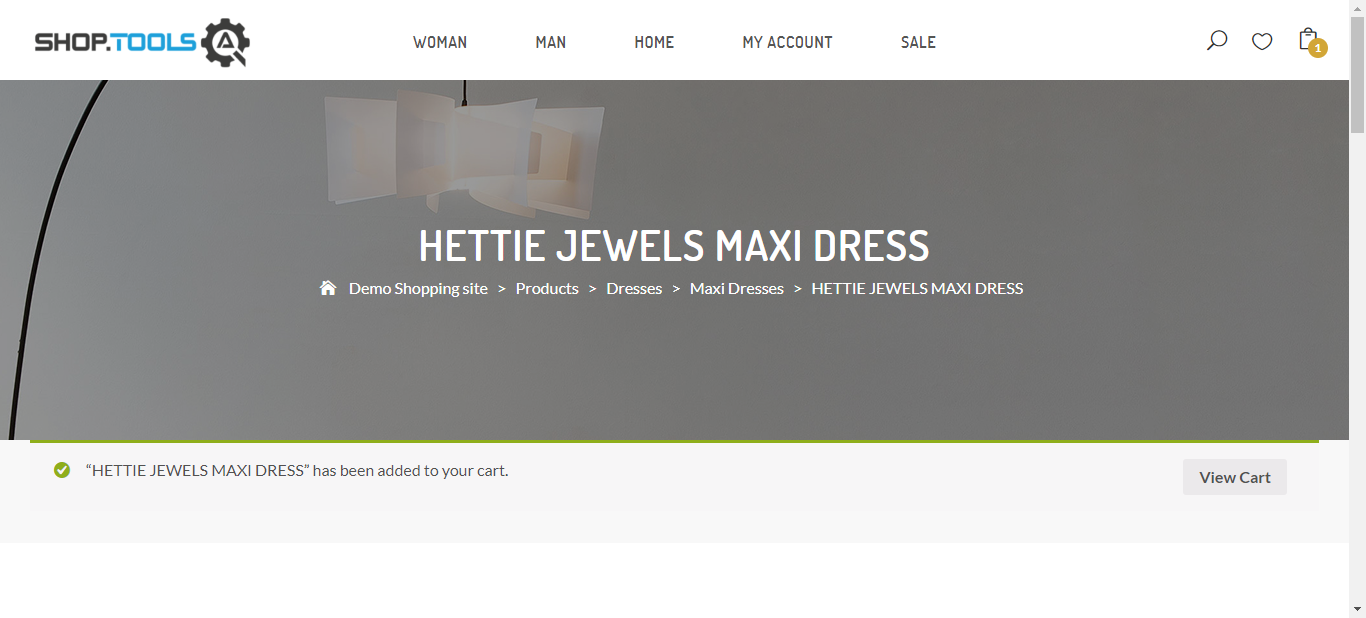 SHOP.TOOLS
WOMAN MAN HOME MY ACCOUNT SALE
1
HETTIE JEWELS MAXI DRESS
Demo Shopping site > Products > Dresses > Maxi Dresses > HETTIE JEWELS MAXI DRESS
“HETTIE JEWELS MAXI DRESS” has been added to your cart.
View Cart